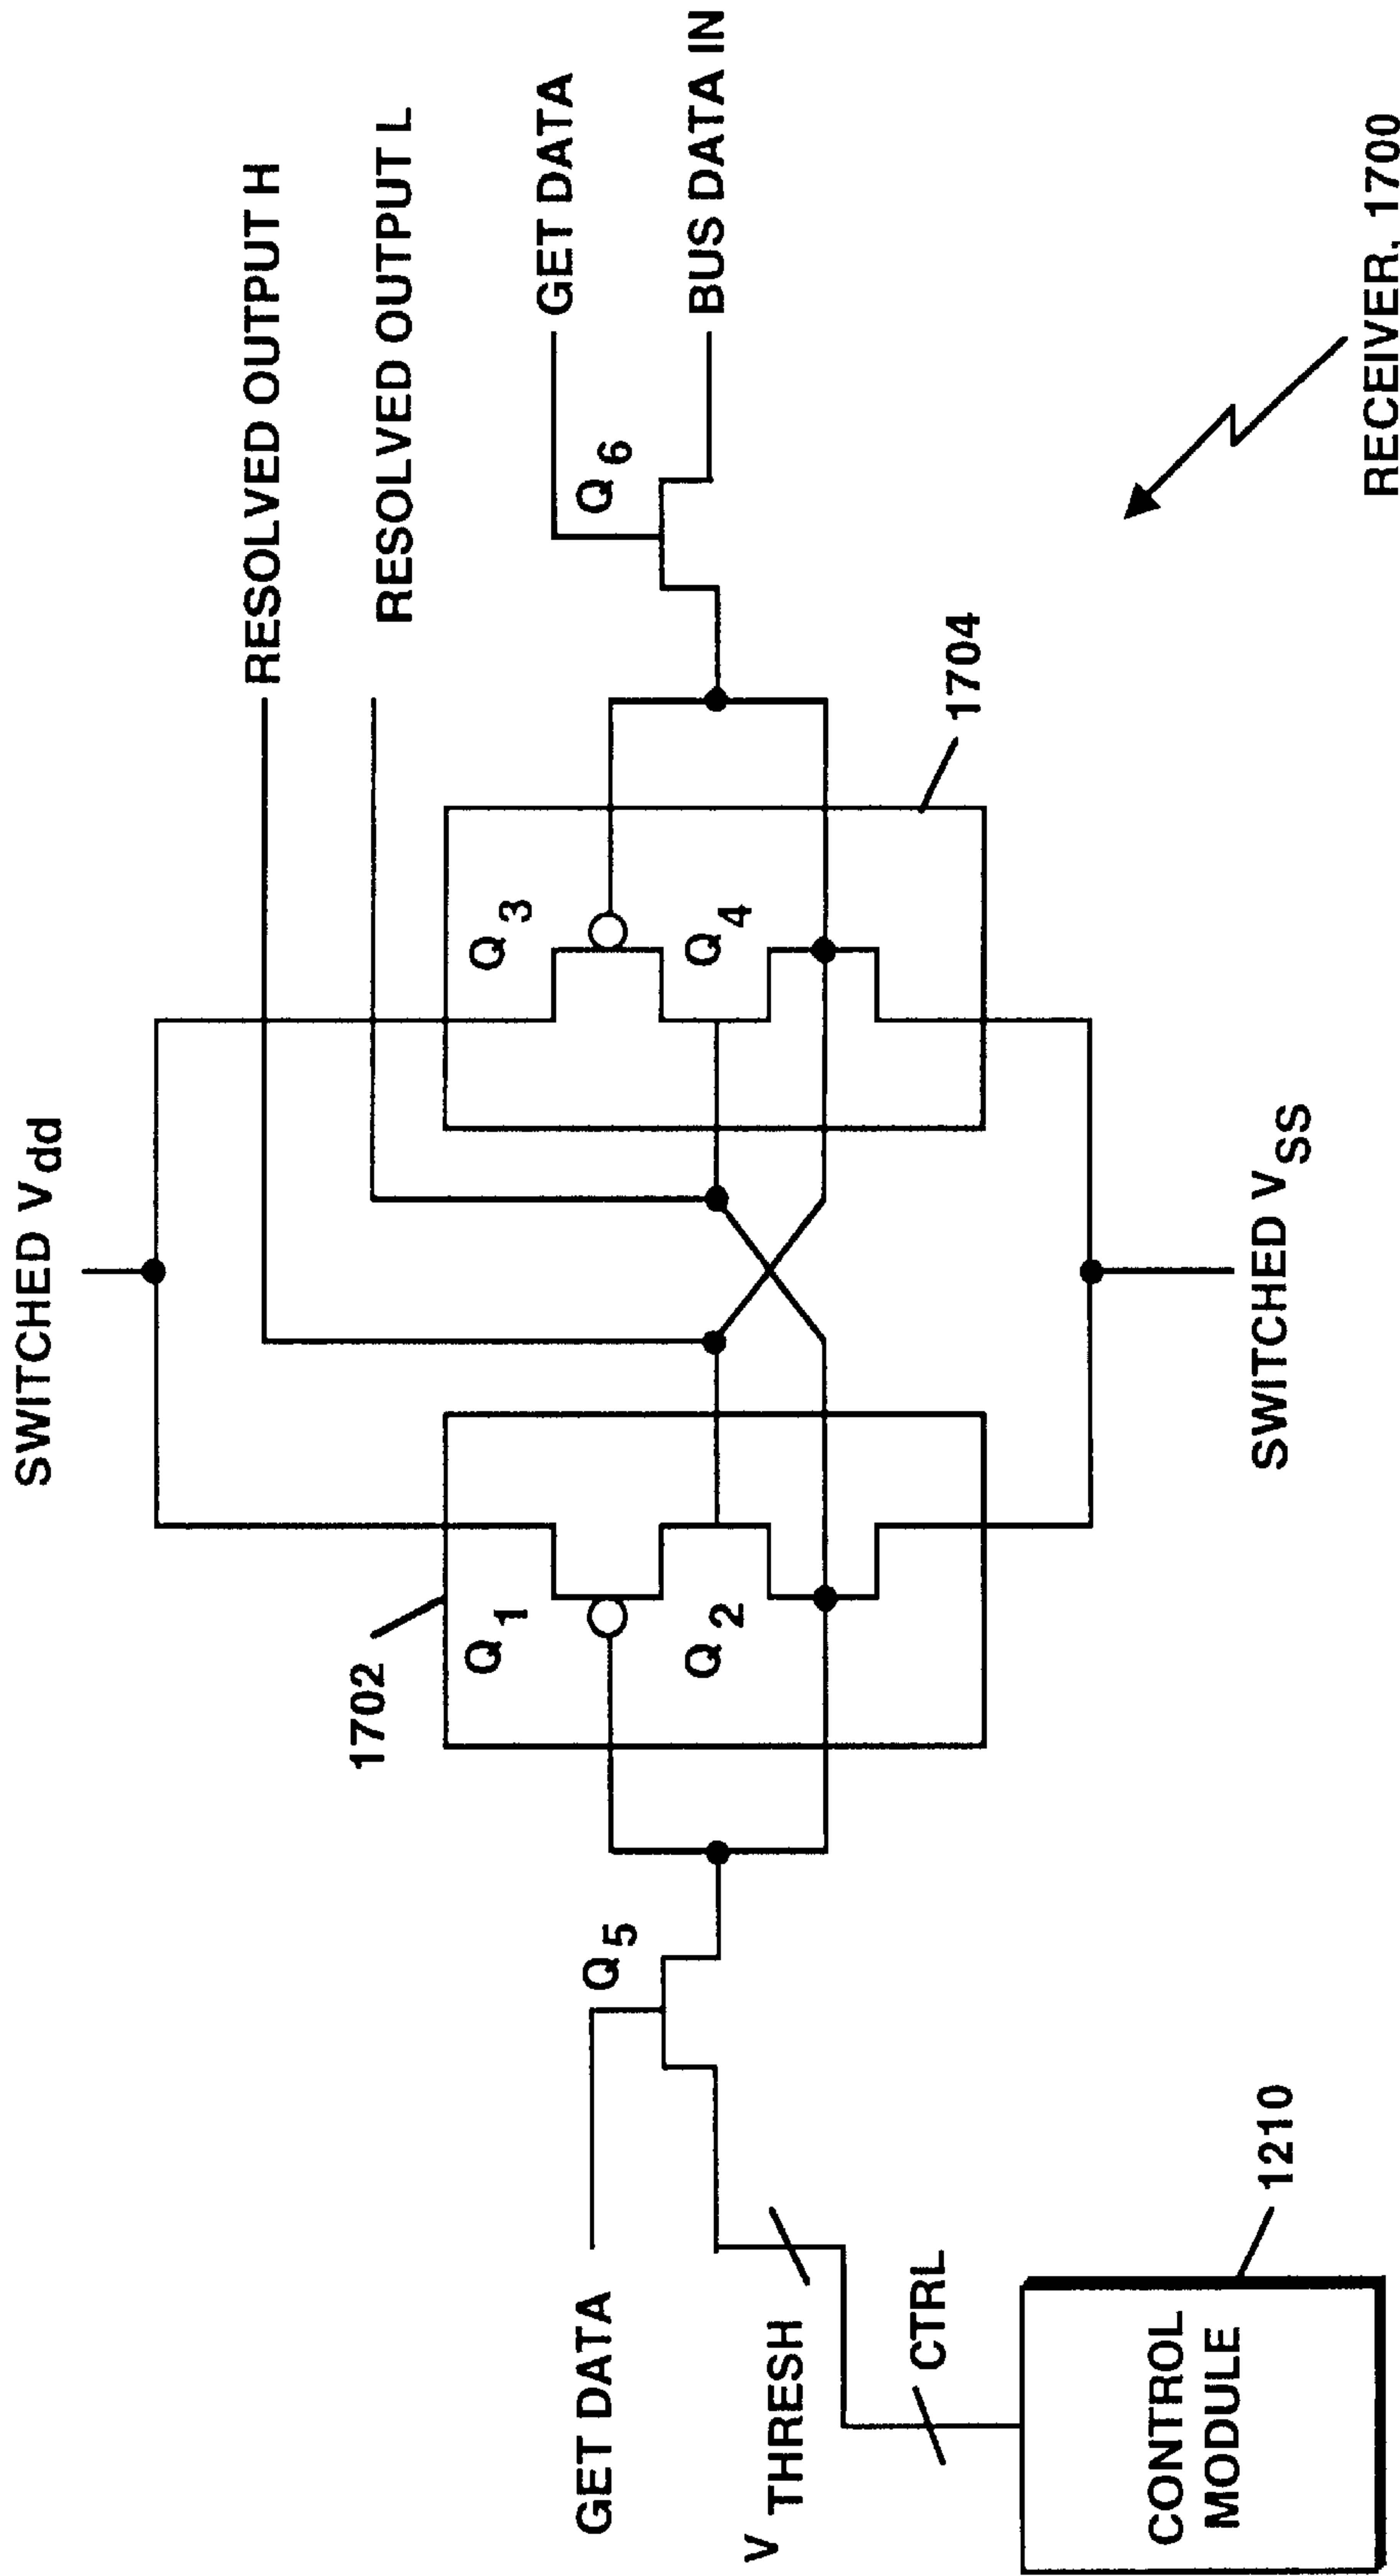 SWITCHED Vdd
RESOLVED OUTPUT H
RESOLVED OUTPUT L
1702
Q1
Q2
Q3
Q4
GET DATA
Q5
Q6
GET DATA
BUS DATA IN
V THRESH
CTRL
1704
CONTROL
MODULE
1210
SWITCHED VSS
RECEIVER, 1700